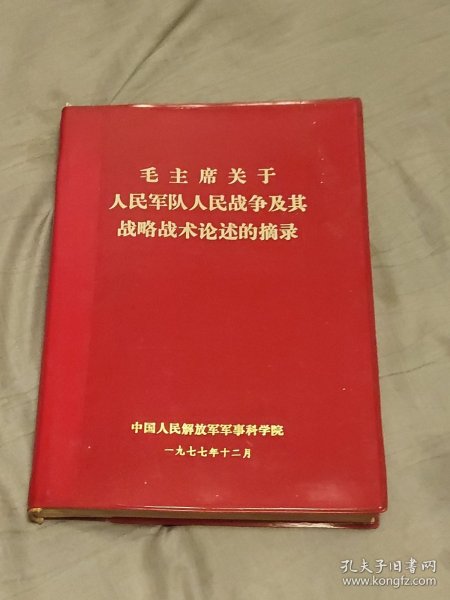 毛主席关于
人民军队人民战争及其
战略战术论述的摘录
中国人民解放军军事科学院
一九七七年十二月
孔夫子旧书网
www.kongfz.com